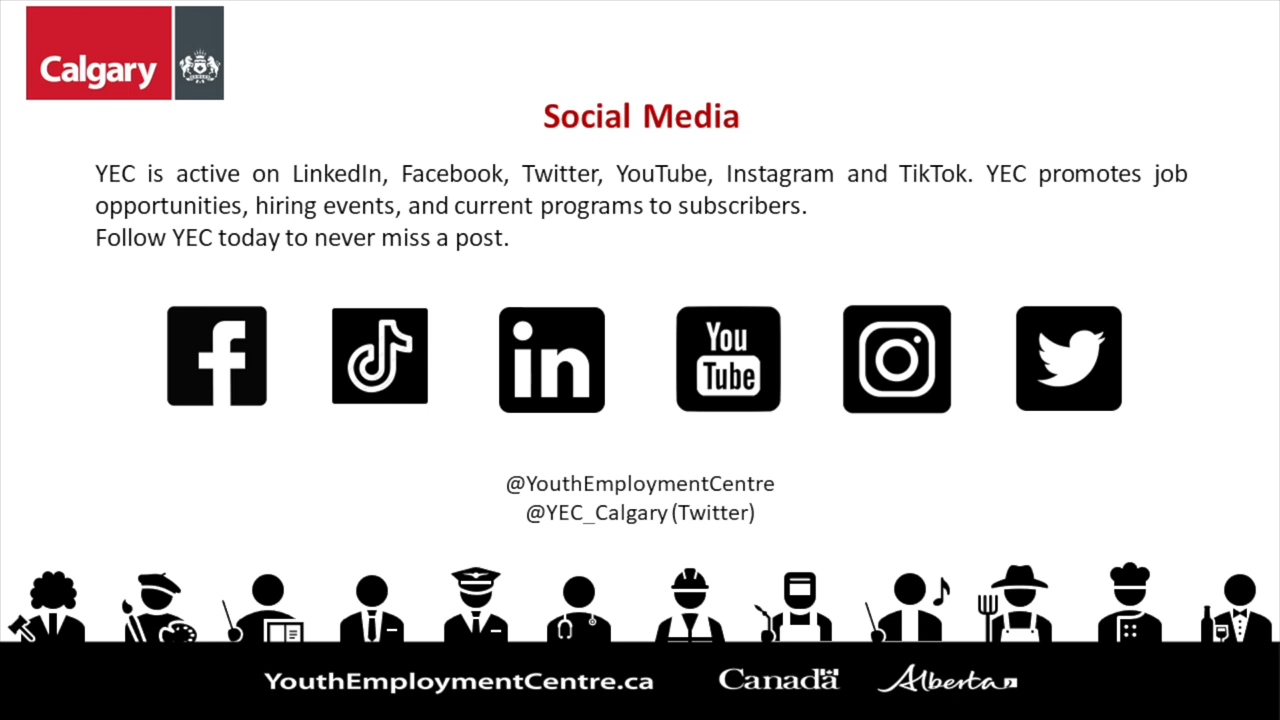 Calgary
Social Media
YEC is active on LinkedIn, Facebook, Twitter, YouTube, Instagram and TikTok. YEC promotes job
opportunities, hiring events, and current programs to subscribers.
Follow YEC today to never miss a post.
in
You
Tube
@YouthEmploymentCentre
@YEC_Calgary (Twitter)
YouthEmploymentCentre.ca
Canada
Alberta